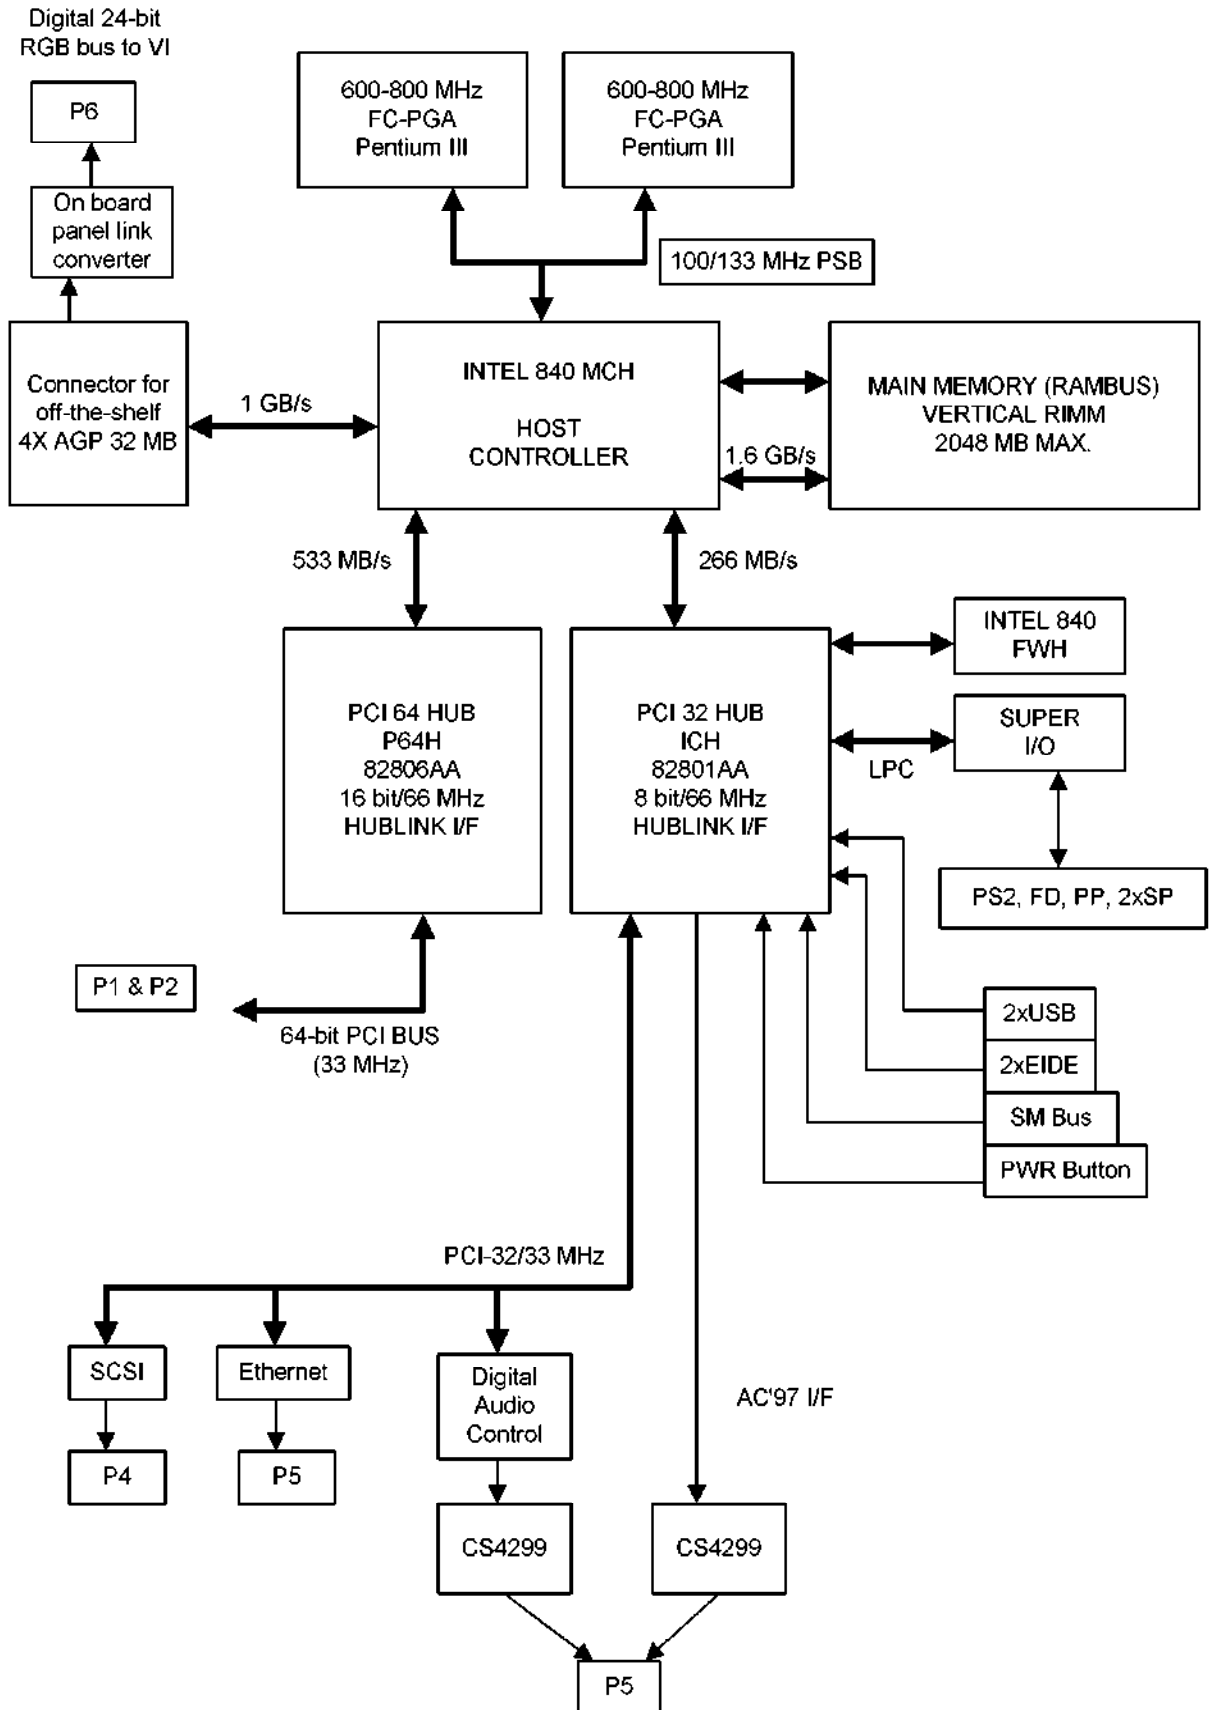 Digital 24-bit
RGB bus to VI
P6
On board
panel link
converter
600-800 MHz
FC-PGA
Pentium III
600-800 MHz
FC-PGA
Pentium III
100/133 MHz PSB
Connector for
off-the-shelf
4X AGP 32 MB
1 GB/s
INTEL 840 MCH
HOST
CONTROLLER
1.6 GB/s
MAIN MEMORY (RAMBUS)
VERTICAL RIMM
2048 MB MAX.
533 MB/s
266 MB/s
PCI 64 HUB
P64H
82806AA
16 bit/66 MHz
HUBLINK I/F
PCI 32 HUB
ICH
82801AA
8 bit/66 MHz
HUBLINK I/F
INTEL 840
FWH
SUPER
I/O
LPC
PS2, FD, PP, 2xSP
P1 & P2
64-bit PCI BUS
(33 MHz)
2xUSB
2xEIDE
SM Bus
PWR Button
PCI-32/33 MHz
SCSI
Ethernet
Digital
Audio
Control
AC'97 I/F
P4
P5
CS4299
CS4299
P5